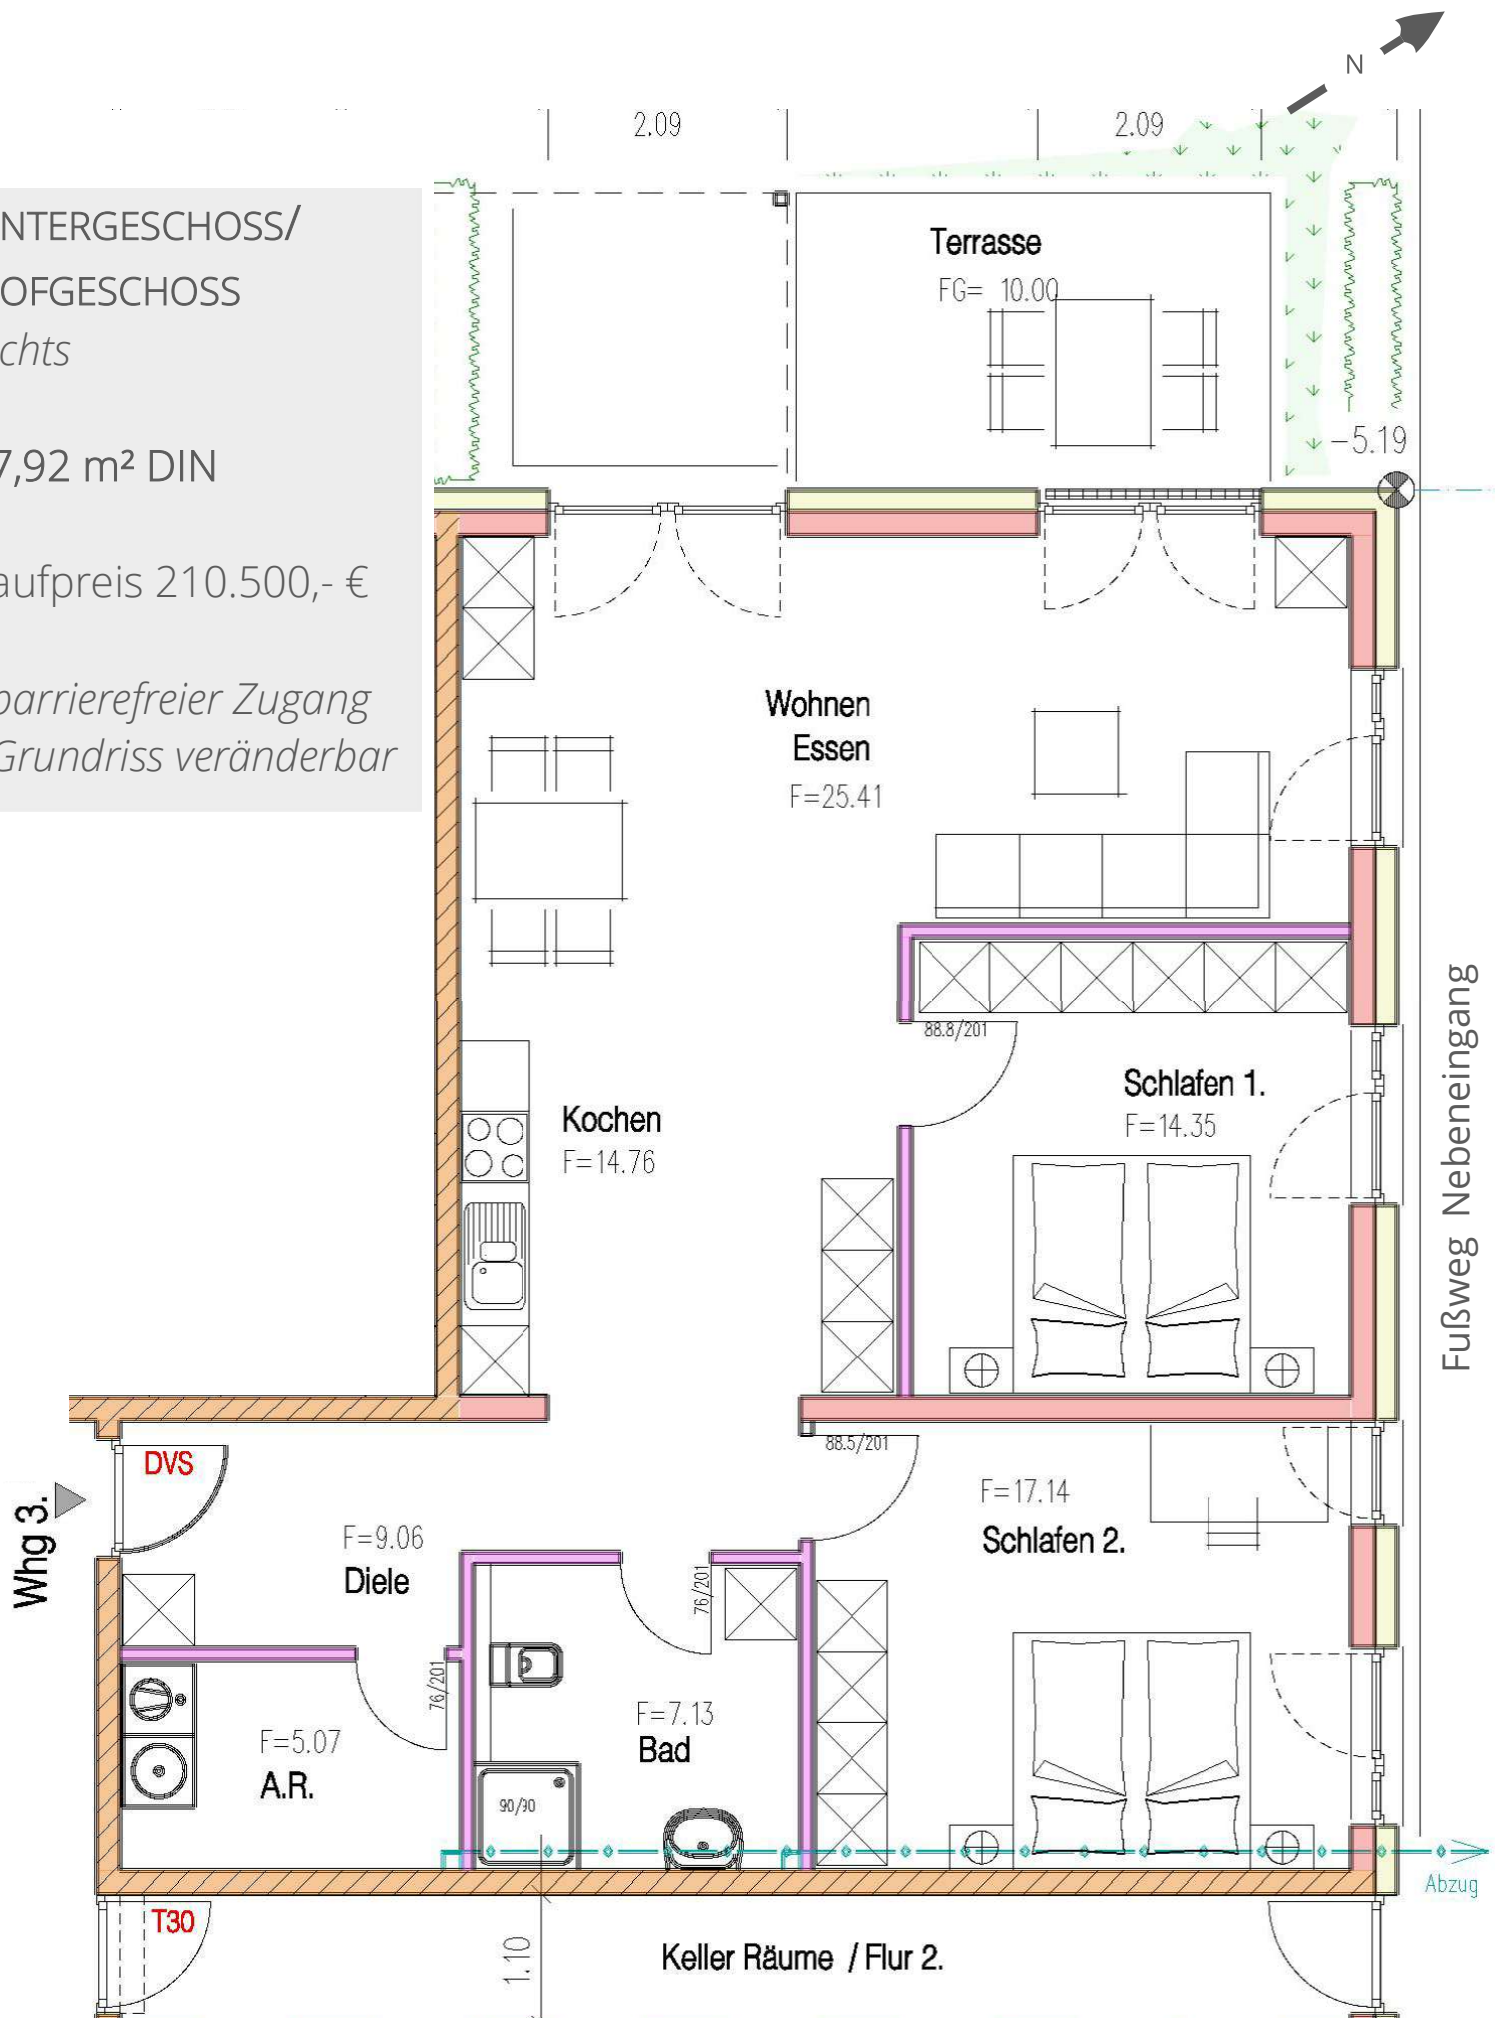 N
2.09
2.09
NTERGESCHOSS/
OFGESCHOSS
chts
7,92 m² DIN
aufpreis 210.500,- €
barrierefreier Zugang
Grundriss veränderbar
Terrasse
FG= 10.00
-5.19
Wohnen
Essen
F=25.41
88.8/201
Schlafen 1.
F=14.35
Kochen
F=14.76
Fußweg Nebeneingang
DVS
Whg 3.
88.5/201
F=17.14
Schlafen 2.
F=9.06
Diele
76/201
76/201
F=5.07
A.R.
F=7.13
Bad
90/90
Abzug
T30
1.10
Keller Räume / Flur 2.